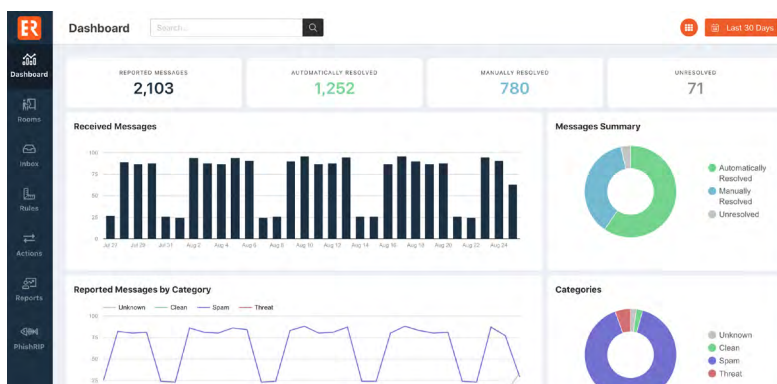 ER
Dashboard
Search...
Last 30 Days
Dashboard
Rooms
Inbox
Rules
Actions
Reports
PhishRIP
REPORTED MESSAGES
2,103
AUTOMATICALLY RESOLVED
1,252
MANUALLY RESOLVED
780
UNRESOLVED
71
Received Messages
100
75
50
25
0
Jul 27 Jul 29 Jul 31 Aug 2 Aug 4 Aug 6 Aug 8 Aug 10 Aug 12 Aug 14 Aug 16 Aug 18 Aug 20 Aug 22 Aug 24
Messages Summary
Automatically
Resolved
Manually
Resolved
Unresolved
Reported Messages by Category
Unknown Clean Spam Threat
100
75
50
25
Categories
Unknown
Clean
Spam
Threat